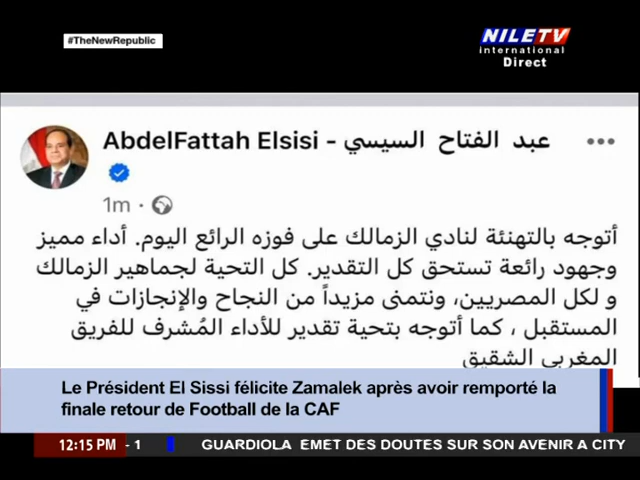 #TheNewRepublic
NILE TV
international
Direct
AbdelFattah Elsisi - عبد الفتاح السيسي
1m ·
أتوجه بالتهنئة لنادي الزمالك على فوزه الرائع اليوم. أداء مميز
وجهود رائعة تستحق كل التقدير. كل التحية لجماهير الزمالك
و لكل المصريين، ونتمنى مزيداً من النجاح والإنجازات في
المستقبل ، كما أتوجه بتحية تقدير للأداء المُشرف للفريق
المغربي الشقيق
Le Président El Sissi félicite Zamalek après avoir remporté la
finale retour de Football de la CAF
12:15 PM - 1 GUARDIOLA EMET DES DOUTES SUR SON AVENIR A CITY